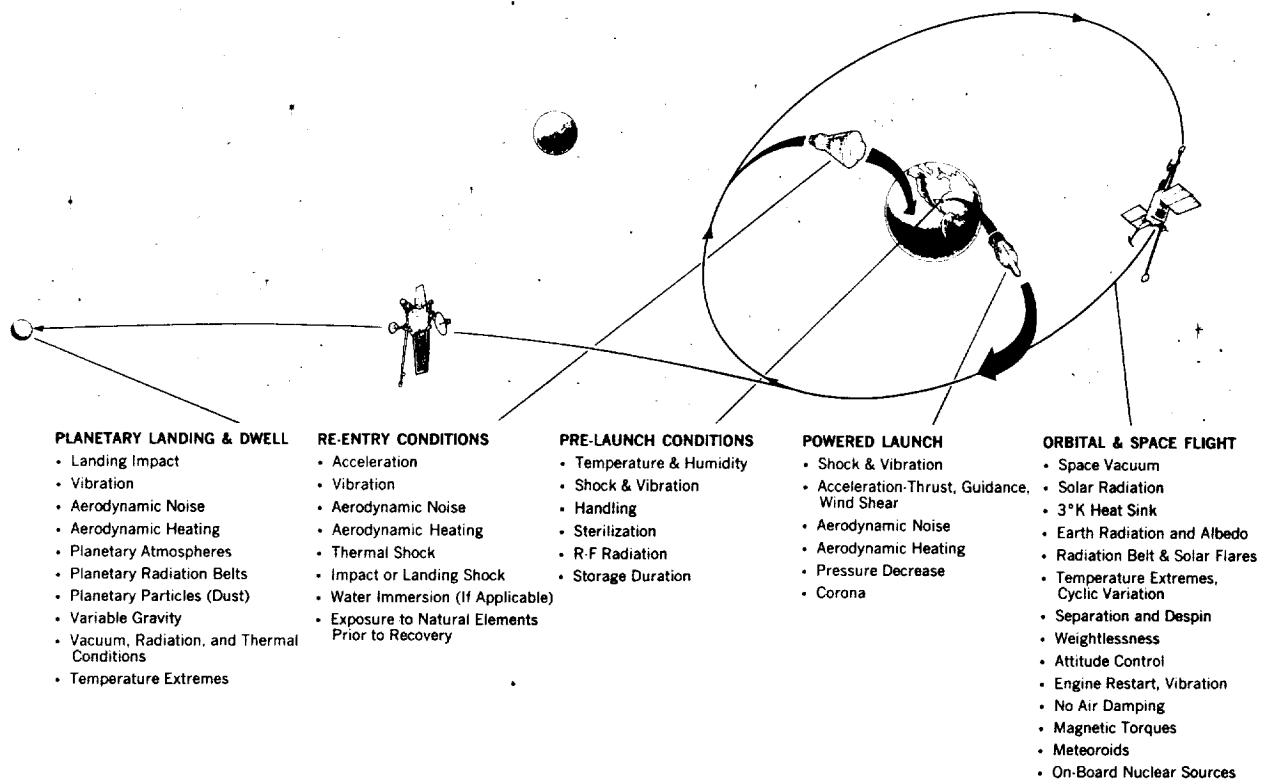 PLANETARY LANDING & DWELL
• Landing Impact
• Vibration
• Aerodynamic Noise
• Aerodynamic Heating
• Planetary Atmospheres
• Planetary Radiation Belts
• Planetary Particles (Dust)
• Variable Gravity
• Vacuum, Radiation, and Thermal
Conditions
• Temperature Extremes
RE-ENTRY CONDITIONS
• Acceleration
• Vibration
• Aerodynamic Noise
• Aerodynamic Heating
• Thermal Shock
• Impact or Landing Shock
• Water Immersion (If Applicable)
• Exposure to Natural Elements
Prior to Recovery
PRE-LAUNCH CONDITIONS
• Temperature & Humidity
• Shock & Vibration
• Handling
• Sterilization
• R-F Radiation
• Storage Duration
POWERED LAUNCH
• Shock & Vibration
• Acceleration-Thrust, Guidance,
Wind Shear
• Aerodynamic Noise
• Aerodynamic Heating
• Pressure Decrease
• Corona
ORBITAL & SPACE FLIGHT
• Space Vacuum
• Solar Radiation
• 3°K Heat Sink
• Earth Radiation and Albedo
• Radiation Belt & Solar Flares
• Temperature Extremes,
Cyclic Variation
• Separation and Despin
• Weightlessness
• Attitude Control
• Engine Restart, Vibration
• No Air Damping
• Magnetic Torques
• Meteoroids
• On-Board Nuclear Sources